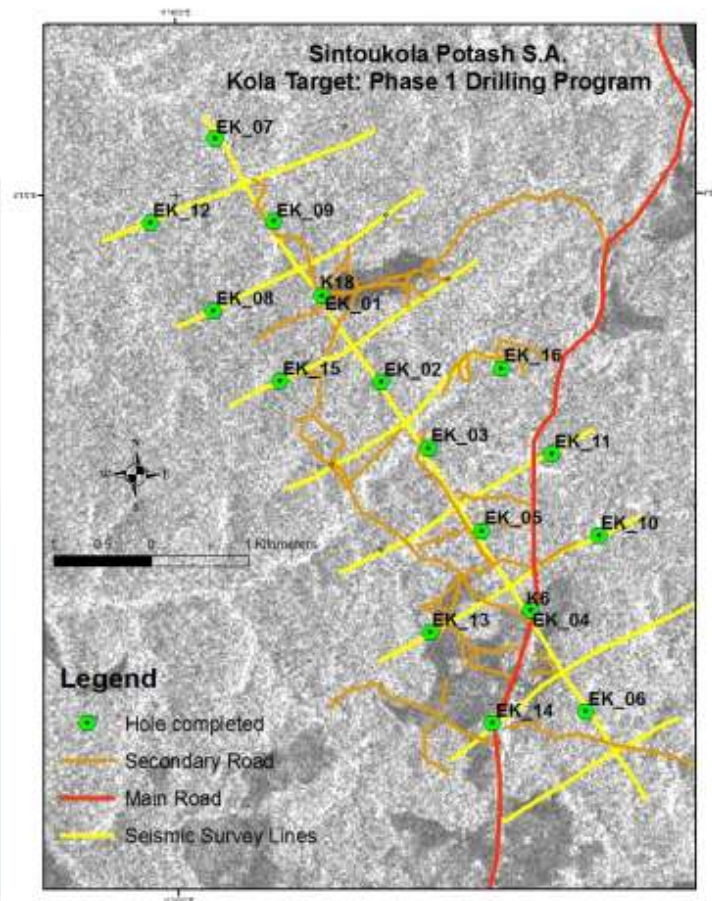 Sintoukola Potash S.A.
Kola Target: Phase 1 Drilling Program
EK_07
EK_12
EK_09
K18
EK_08
EK_01
EK_15
EK_02
EK_16
EK_03
EK_11
EK_05
EK_10
K6
EK_13
EK_04
EK_06
EK_14
1 0.5 0 1 Kilometers
Legend
Hole completed
Secondary Road
Main Road
Seismic Survey Lines